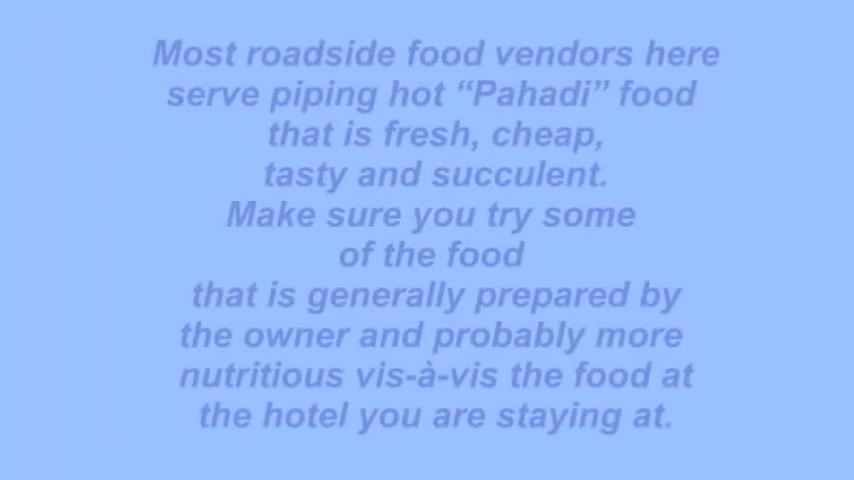 Most roadside food vendors here
serve piping hot “Pahadi” food
that is fresh, cheap,
tasty and succulent.
Make sure you try some
of the food
that is generally prepared by
the owner and probably more
nutritious vis-à-vis the food at
the hotel you are staying at.